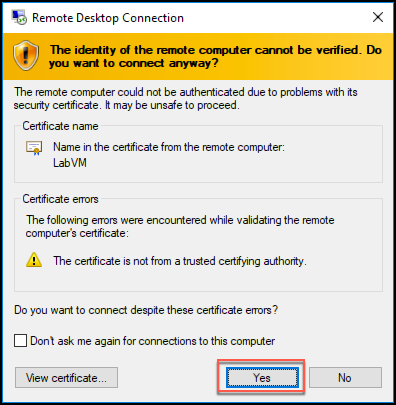 Remote Desktop Connection
The identity of the remote computer cannot be verified. Do
you want to connect anyway?
The remote computer could not be authenticated due to problems with its
security certificate. It may be unsafe to proceed.
Certificate name
Name in the certificate from the remote computer:
LabVM
Certificate errors
The following errors were encountered while validating the remote
computer's certificate:
The certificate is not from a trusted certifying authority.
Do you want to connect despite these certificate errors?
Don't ask me again for connections to this computer
View certificate... Yes No